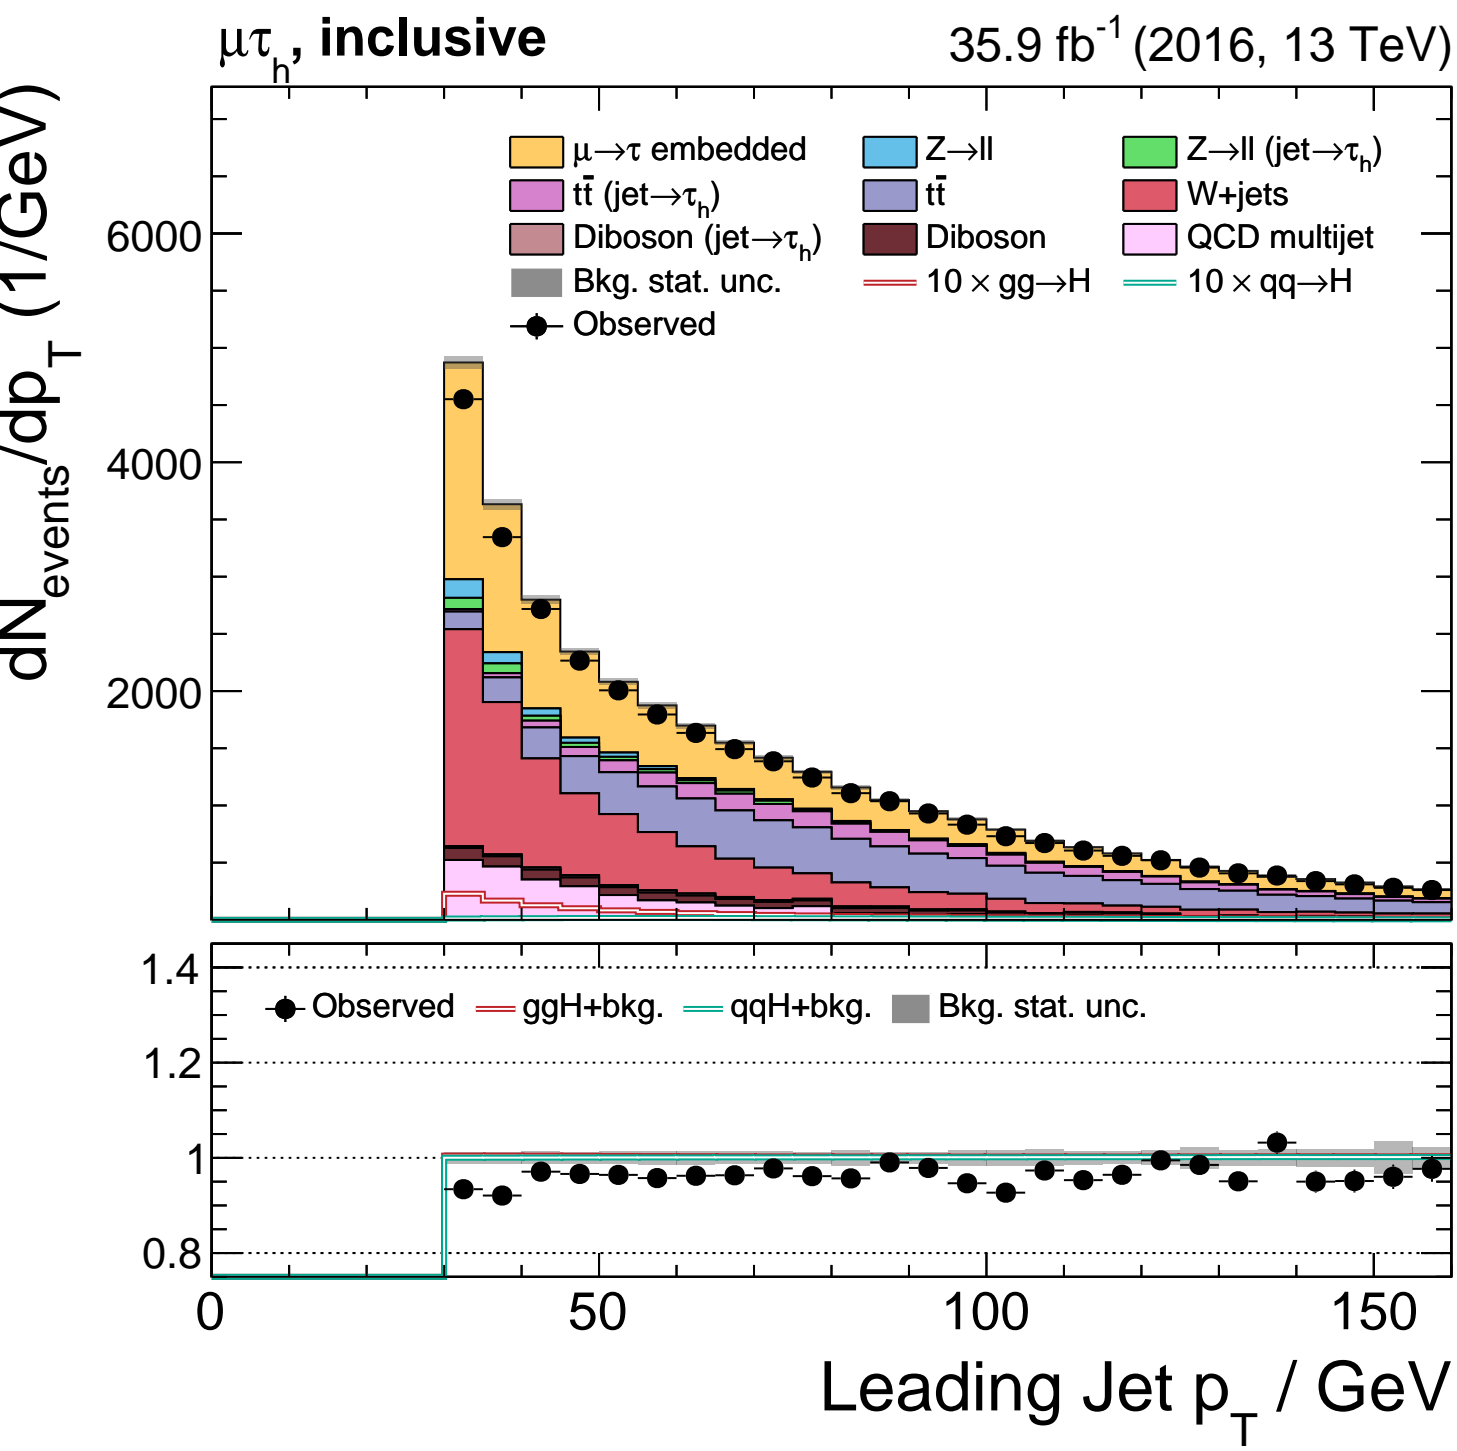 μτh, inclusive
35.9 fb-1 (2016, 13 TeV)
dNevents/dpT (1/GeV)
μ→τ embedded Z→ll Z→ll (jet→τh)
tt̄ (jet→τh) tt̄ W+jets
Diboson (jet→τh) Diboson QCD multijet
Bkg. stat. unc. 10 × gg→H 10 × qq→H
Observed
6000
4000
2000
1.4
Observed ggH+bkg. qqH+bkg. Bkg. stat. unc.
1.2
1
0.8
0 50 100 150
Leading Jet pT / GeV